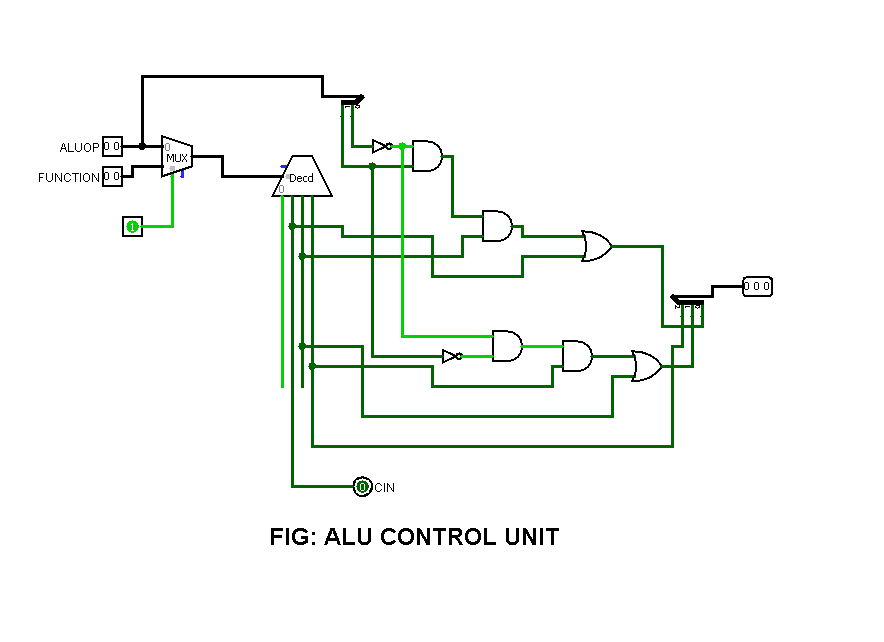 ALUOP 0 0
0
MUX
FUNCTION 0 0
Decd
0
1
0 0 0
0 CIN
FIG: ALU CONTROL UNIT